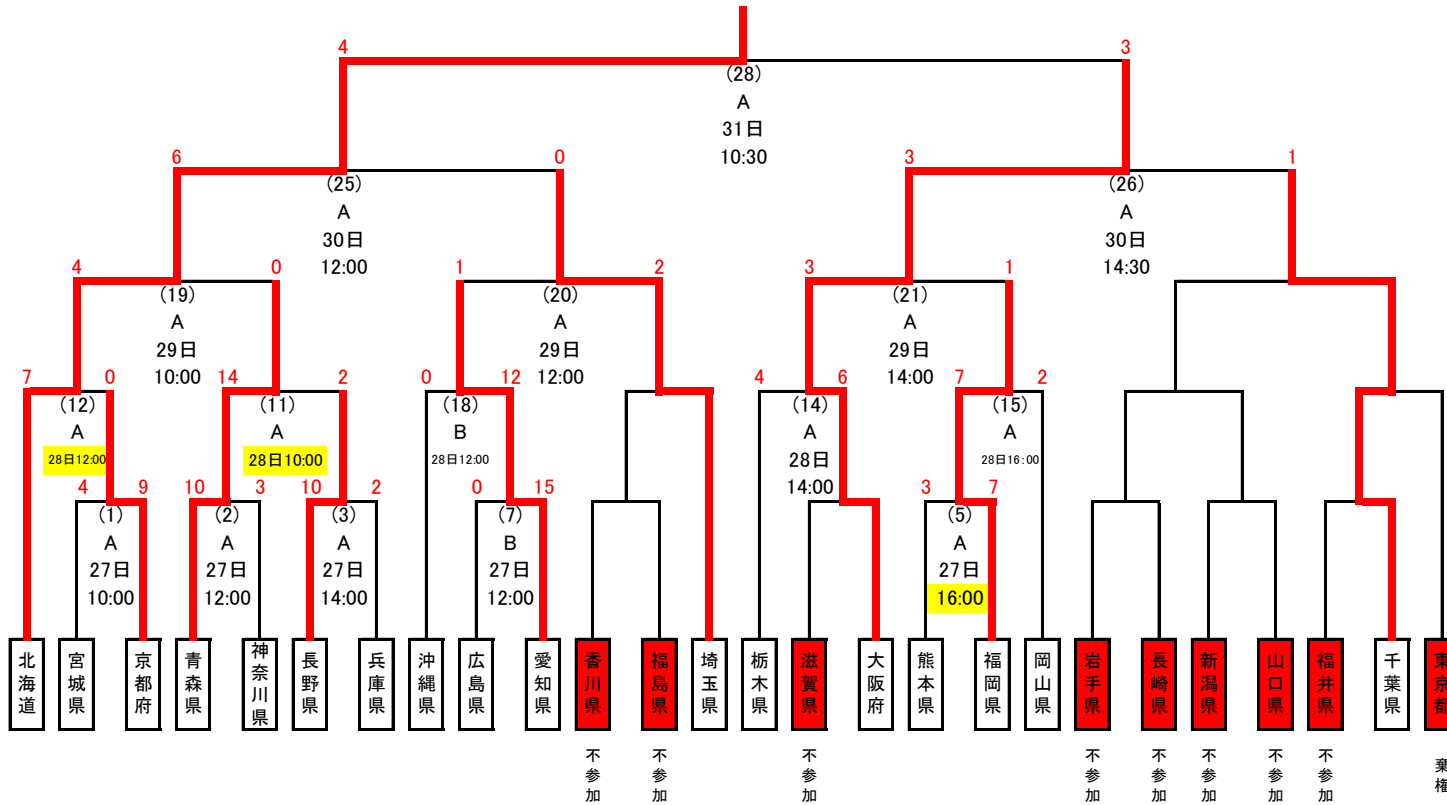 4 3
(28)
A
31日
10:30
6 0 3 1
(25) (26)
A A
30日 30日
12:00 14:30
4 0 1 2 3 1
(19) (20) (21)
A A A
29日 29日 29日
10:00 12:00 14:00
7 0 14 2 0 12 4 6 7 2
(12) (11) (18) (14) (15)
A A B A A
28日12:00 28日10:00 28日12:00 28日 28日16:00
14:00
4 9 10 3 10 2 0 15 3 7
(1) (2) (3) (7) (5)
A A A B A
27日 27日 27日 27日 27日
10:00 12:00 14:00 12:00 16:00
北海道
宮城県
京都府
青森県
神奈川県
長野県
兵庫県
沖縄県
広島県
愛知県
香川県
福島県
埼玉県
栃木県
滋賀県
大阪府
熊本県
福岡県
岡山県
岩手県
長崎県
新潟県
山口県
福井県
千葉県
東京都
不参加
不参加
不参加
不参加
不参加
不参加
不参加
不参加
棄権